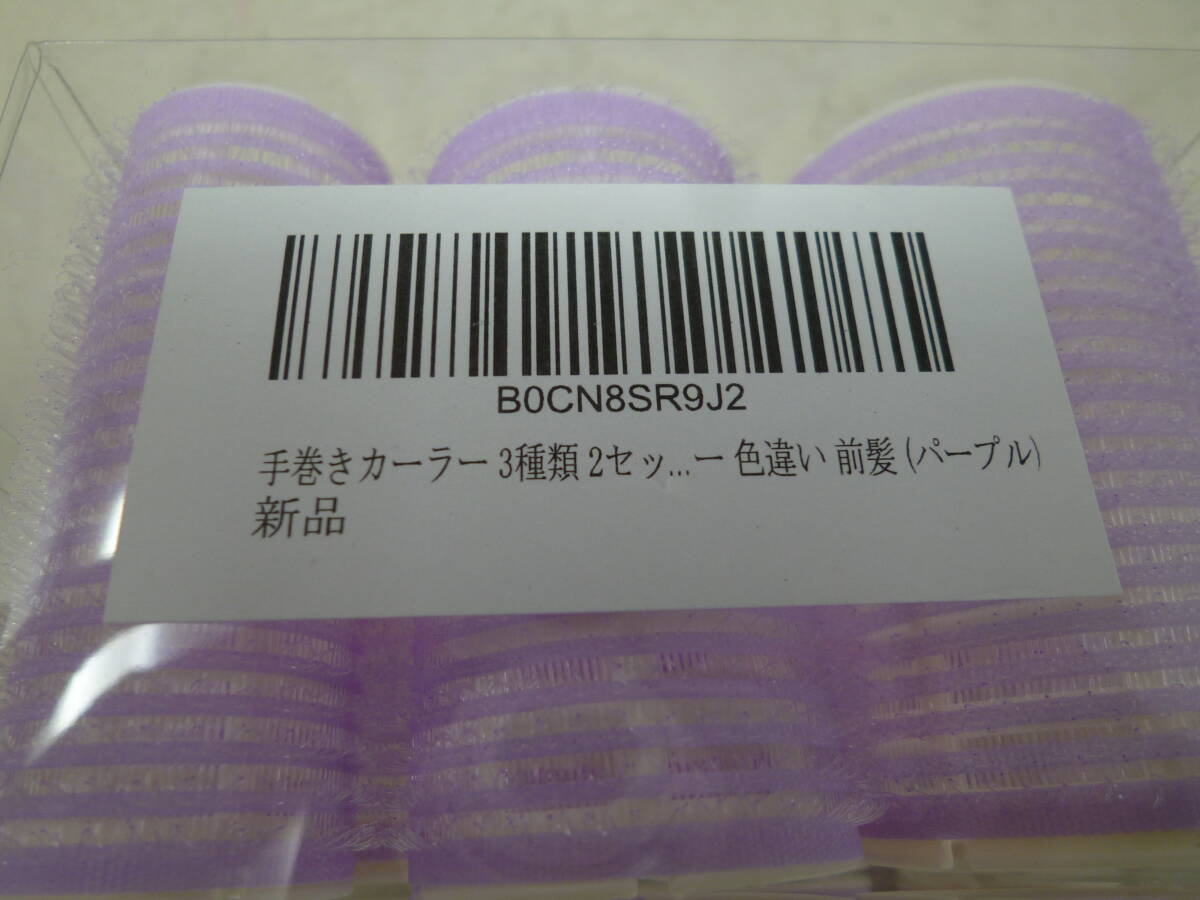 B0CN8SR9J2
手巻きカーラー 3種類 2セッ...ー 色違い 前髪 (パープル)
新品